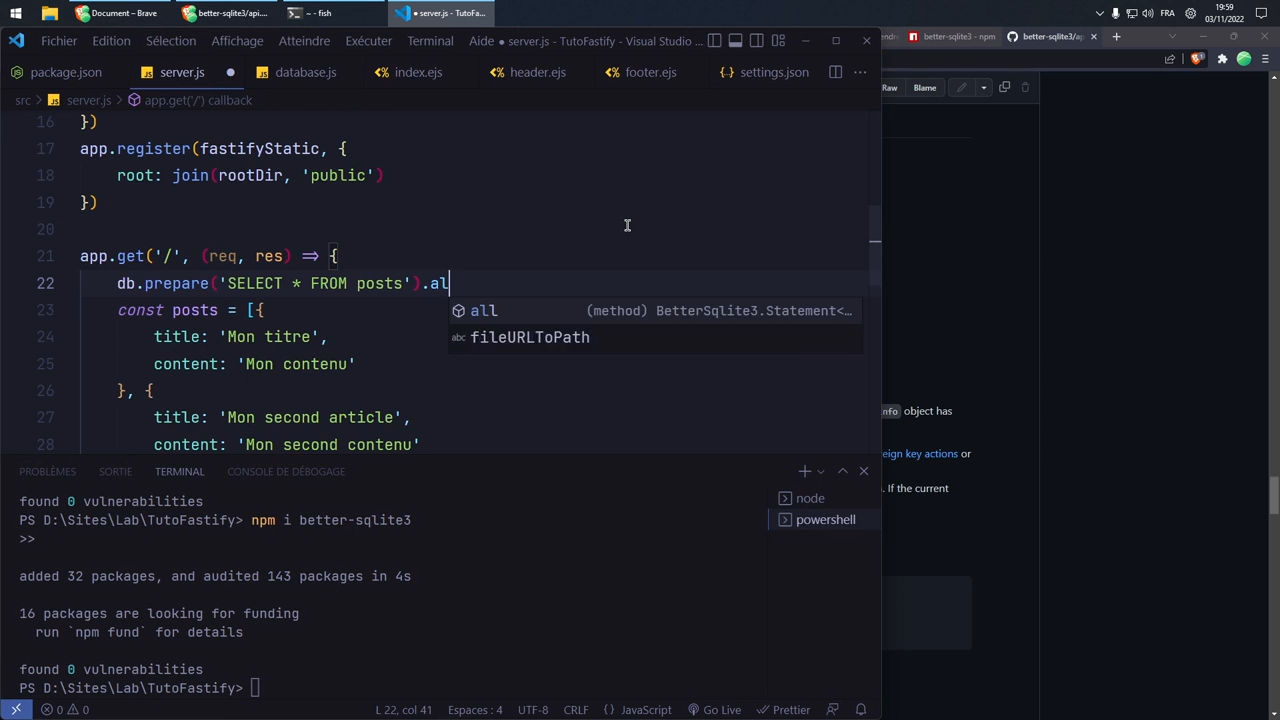 Document – Brave
better-sqlite3/api....
~ - fish
• server.js - TutoFa...
FRA
19:59
03/11/2022
Fichier Edition Sélection Affichage Atteindre Exécuter Terminal Aide
• server.js - TutoFastify - Visual Studio ...
better-sqlite3 - npm
better-sqlite3/ap
package.json
server.js
database.js
index.ejs
header.ejs
footer.ejs
settings.json
Raw
Blame
src > server.js > app.get('/') callback
16 })
17 app.register(fastifyStatic, {
18 root: join(rootDir, 'public')
19 })
20
21 app.get('/', (req, res) ⇒ {
22 db.prepare('SELECT * FROM posts').al
all (method) BetterSqlite3.Statement<…
abc fileURLToPath
23 const posts = [{
24 title: 'Mon titre',
25 content: 'Mon contenu'
26 }, {
27 title: 'Mon second article',
28 content: 'Mon second contenu'
nfo object has
eign key actions or
. If the current
PROBLÈMES SORTIE TERMINAL CONSOLE DE DÉBOGAGE
found 0 vulnerabilities
PS D:\Sites\Lab\TutoFastify> npm i better-sqlite3
>>
added 32 packages, and audited 143 packages in 4s
16 packages are looking for funding
run `npm fund` for details
found 0 vulnerabilities
PS D:\Sites\Lab\TutoFastify>
node
powershell
0 0
L 22, col 41
Espaces : 4
UTF-8
CRLF
{} JavaScript
Go Live
Prettier